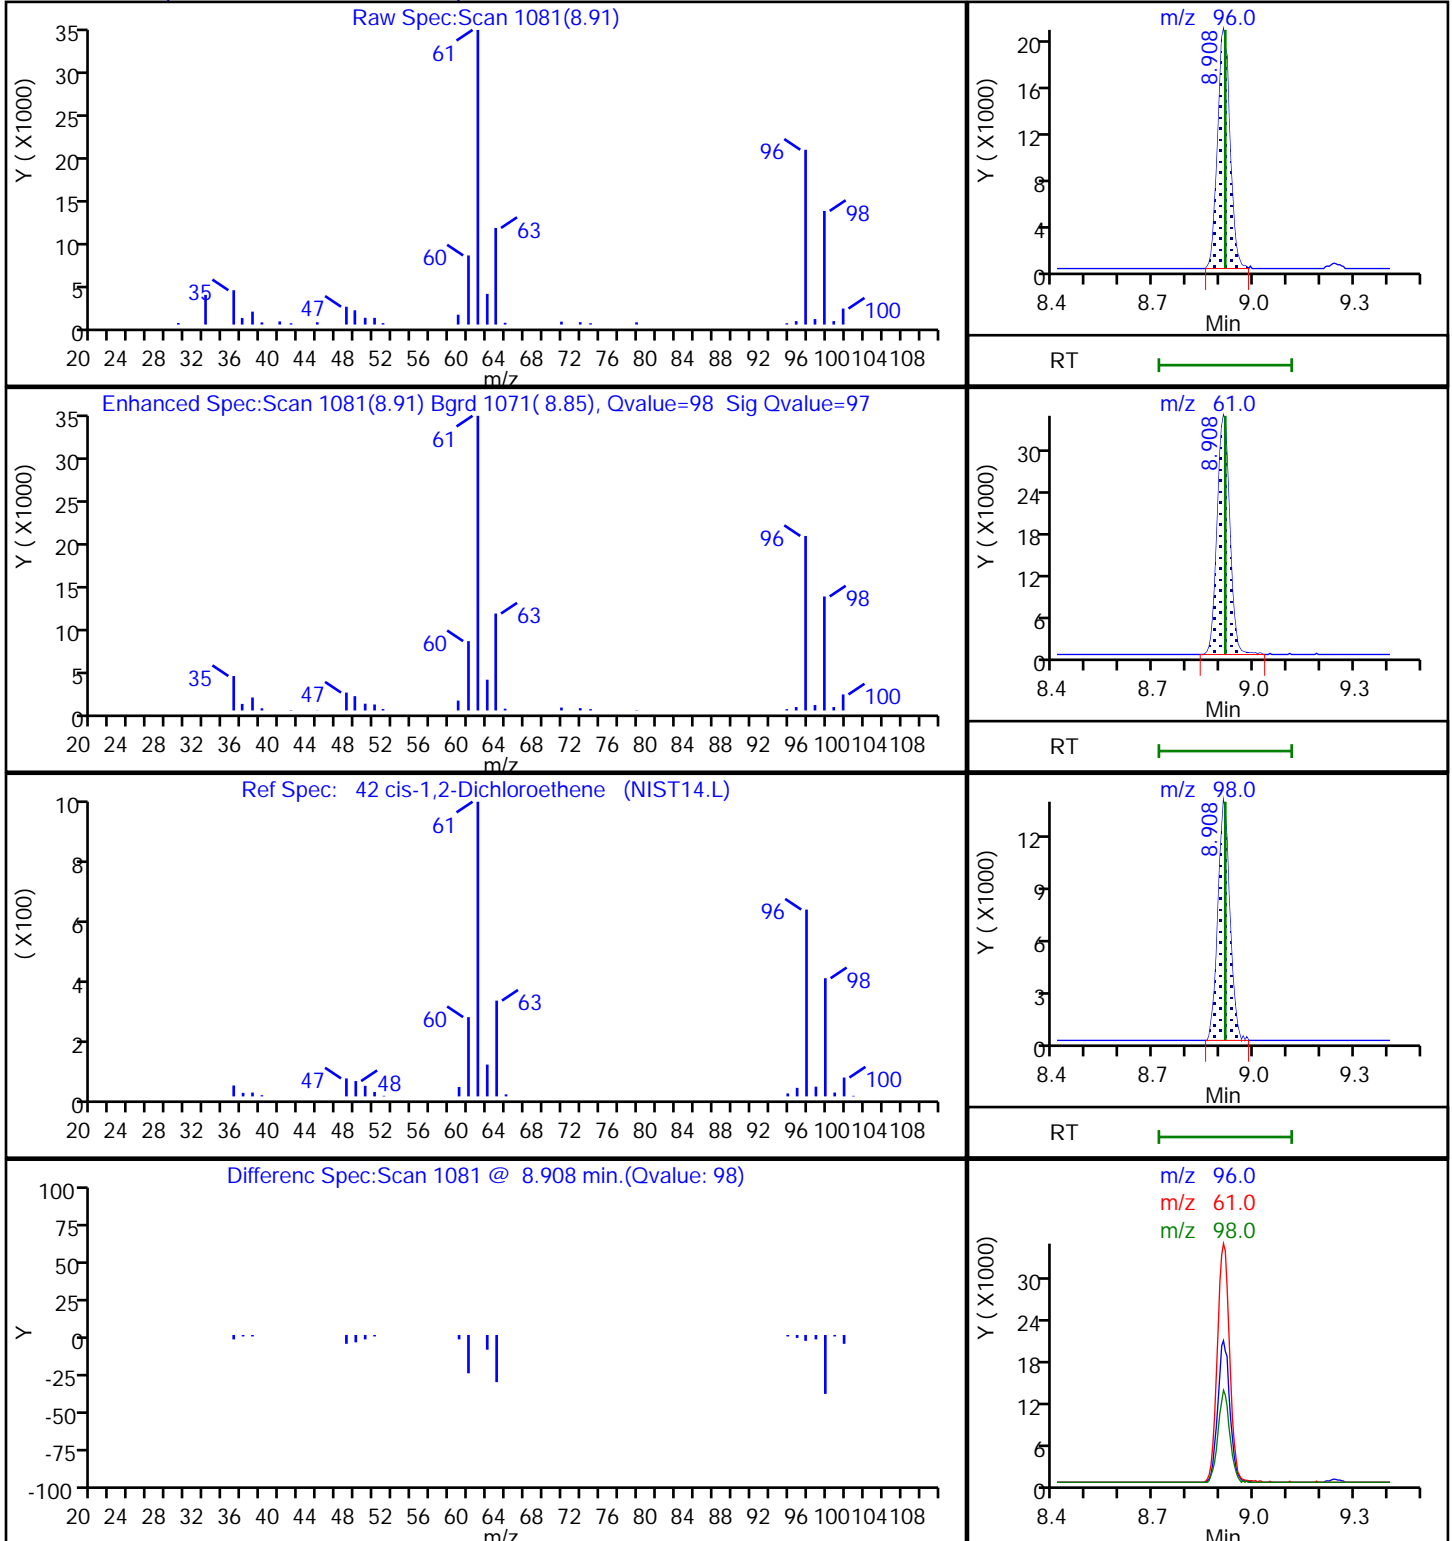 Raw Spec:Scan 1081(8.91)
Y ( X1000)
35
30
25
20
15
10
5
0
61
96
98
63
60
35
47
100
20 24 28 32 36 40 44 48 52 56 60 64 68 72 76 80 84 88 92 96 100 104 108
m/z
m/z 96.0
Y ( X1000)
20
16
12
8
4
0
8.908
8.4 8.7 9.0 9.3
Min
RT
Enhanced Spec:Scan 1081(8.91) Bgrd 1071( 8.85), Qvalue=98 Sig Qvalue=97
Y ( X1000)
35
30
25
20
15
10
5
0
61
96
98
63
60
35
47
100
20 24 28 32 36 40 44 48 52 56 60 64 68 72 76 80 84 88 92 96 100 104 108
m/z
m/z 61.0
Y ( X1000)
30
24
18
12
6
0
8.908
8.4 8.7 9.0 9.3
Min
RT
Ref Spec: 42 cis-1,2-Dichloroethene (NIST14.L)
( X100)
10
8
6
4
2
0
61
96
98
63
60
47
48
100
20 24 28 32 36 40 44 48 52 56 60 64 68 72 76 80 84 88 92 96 100 104 108
m/z 98.0
Y ( X1000)
12
9
6
3
0
8.908
8.4 8.7 9.0 9.3
Min
RT
Differenc Spec:Scan 1081 @ 8.908 min.(Qvalue: 98)
Y
100
75
50
25
0
-25
-50
-75
-100
20 24 28 32 36 40 44 48 52 56 60 64 68 72 76 80 84 88 92 96 100 104 108
m/z
m/z 96.0
m/z 61.0
m/z 98.0
Y ( X1000)
30
24
18
12
6
0
8.4 8.7 9.0 9.3
Min